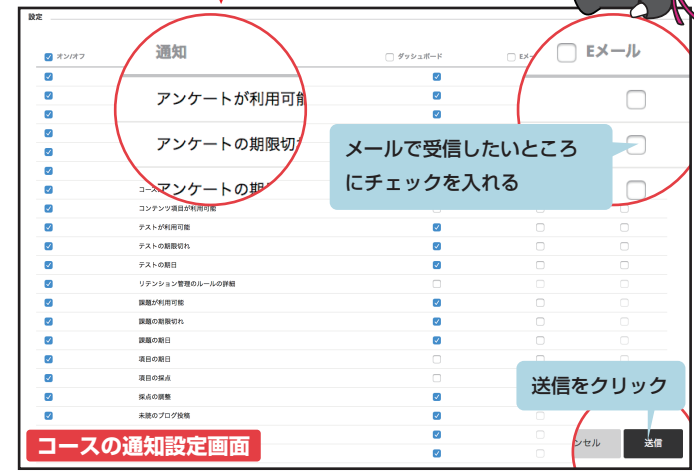 設定
オン/オフ
通知
ダッシュボード
Eメール
アンケートが利用可能
アンケートの期限切
アンケートの期
メールで受信したいところ
にチェックを入れる
コンテンツ項目が利用可能
テストが利用可能
テストの期限切れ
テストの期日
リテンション管理のルールの詳細
課題が利用可能
課題の期限切れ
課題の期日
項目の期日
項目の採点
採点の調整
未読のブログ投稿
送信をクリック
ンセル
送信
コースの通知設定画面